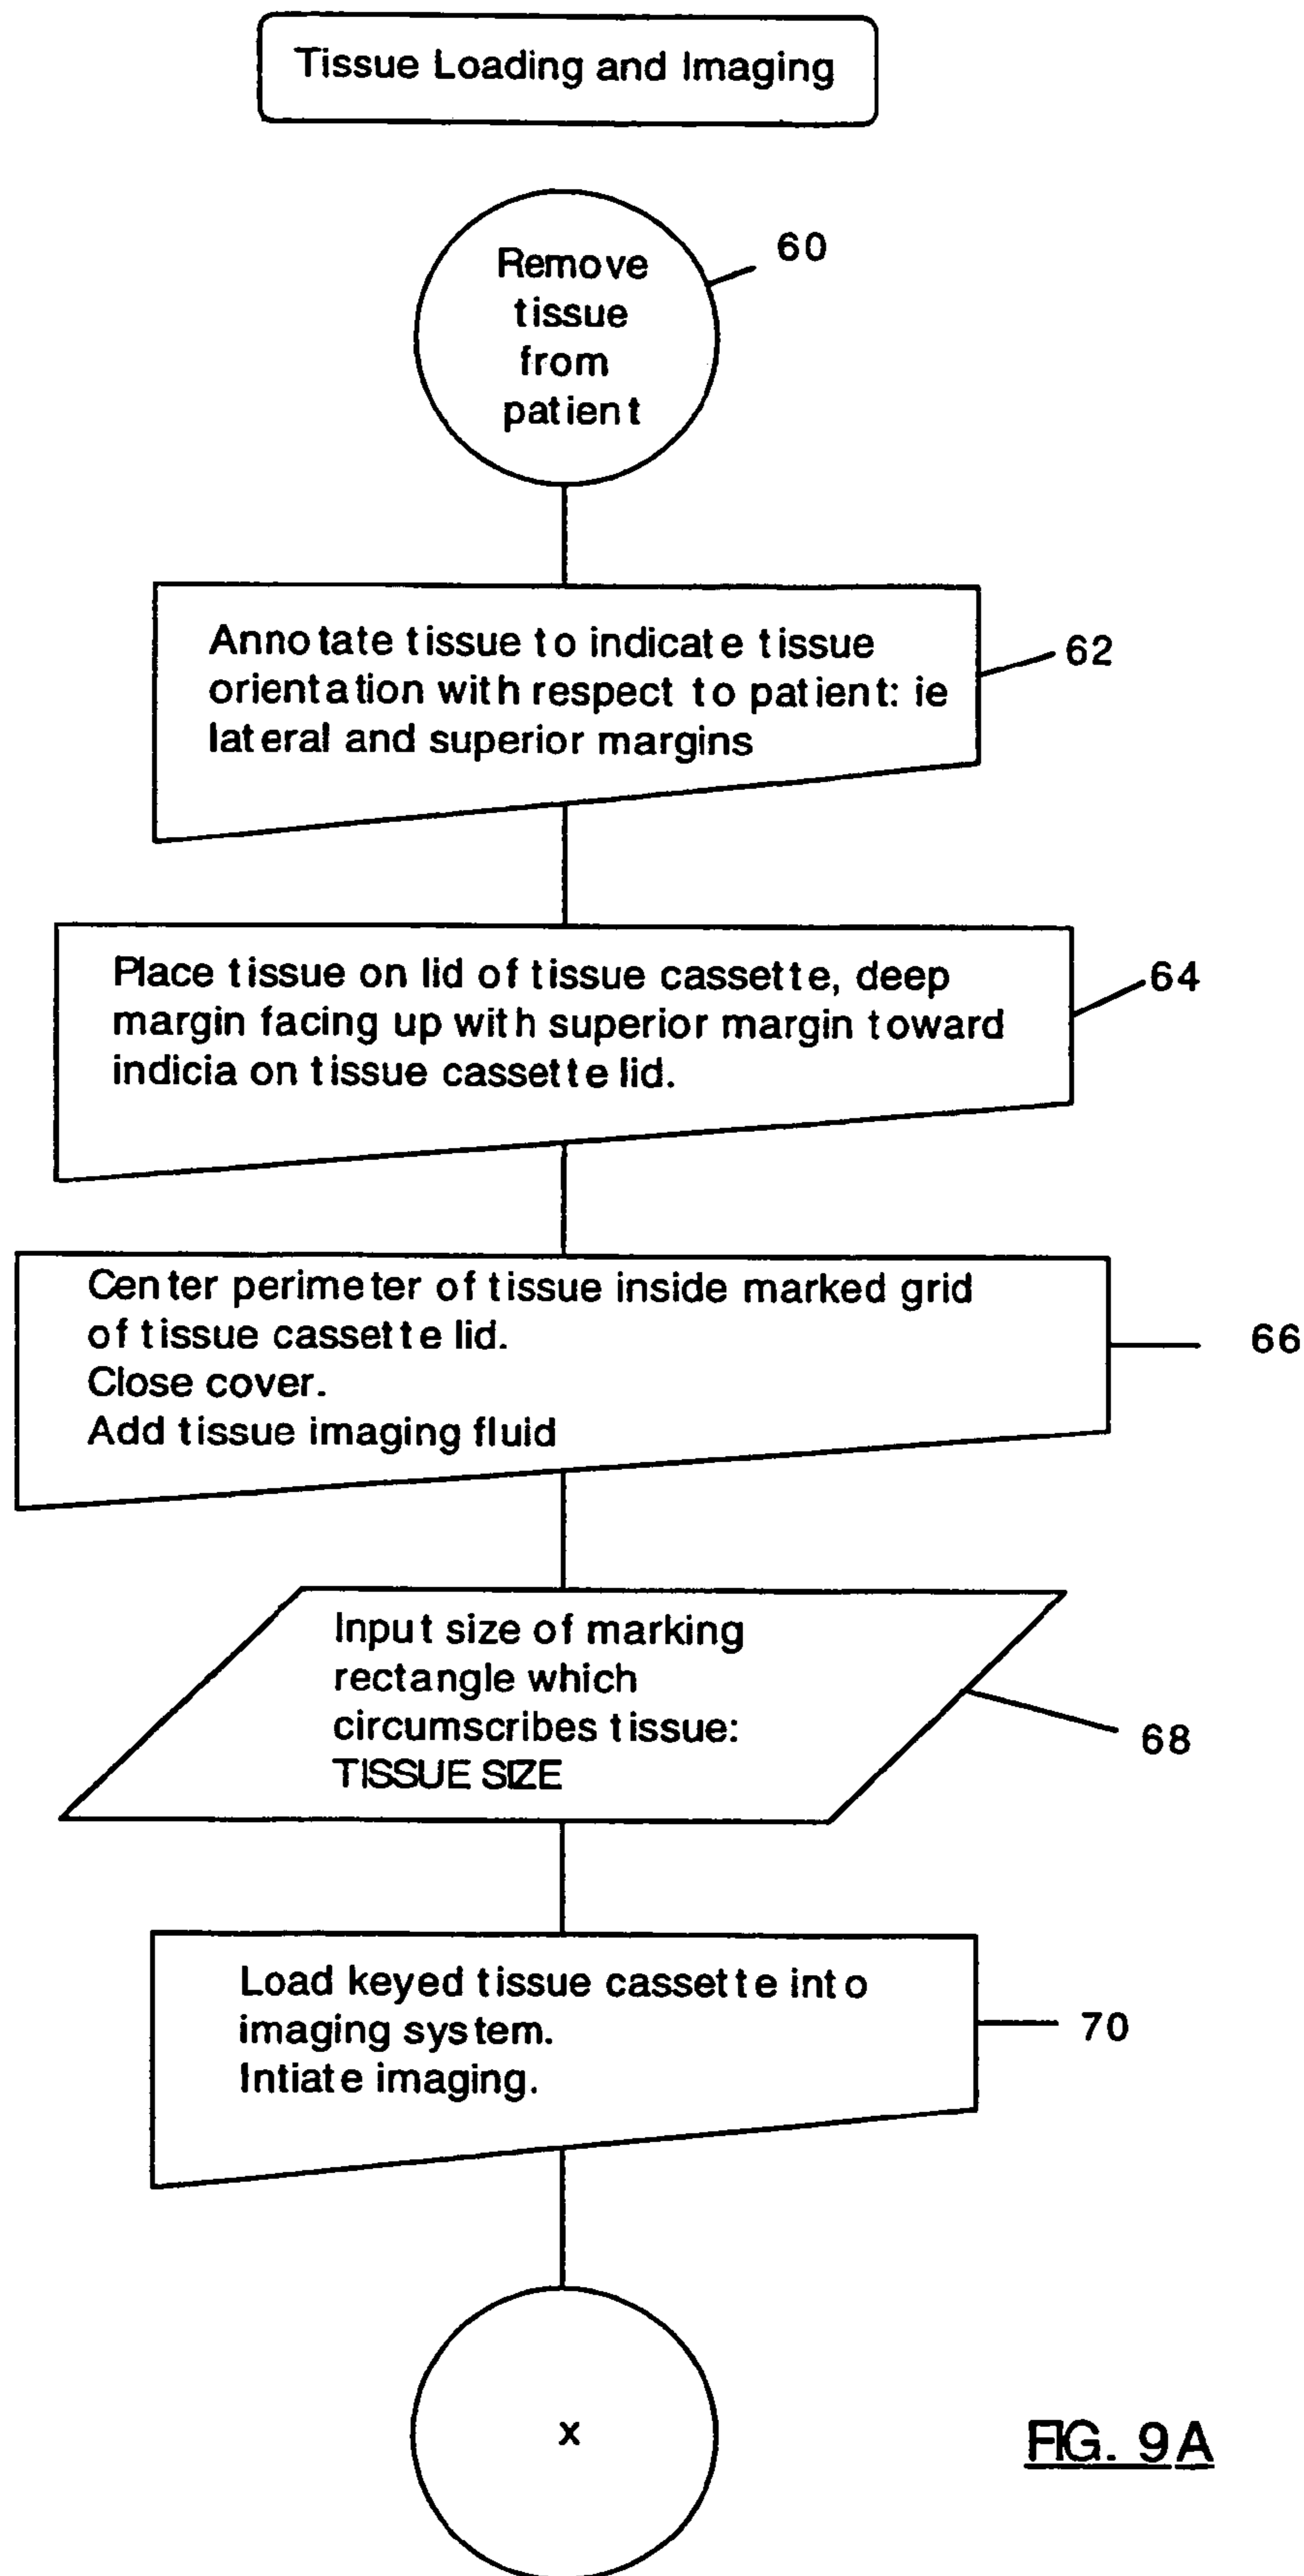 Tissue Loading and Imaging
Remove
tissue
from
patient
60
Annotate tissue to indicate tissue
orientation with respect to patient: ie
lateral and superior margins
62
Place tissue on lid of tissue cassette, deep
margin facing up with superior margin toward
indicia on tissue cassette lid.
64
Center perimeter of tissue inside marked grid
of tissue cassette lid.
Close cover.
Add tissue imaging fluid
66
Input size of marking
rectangle which
circumscribes tissue:
TISSUE SIZE
68
Load keyed tissue cassette into
imaging system.
Intiate imaging.
70
x
FIG. 9A